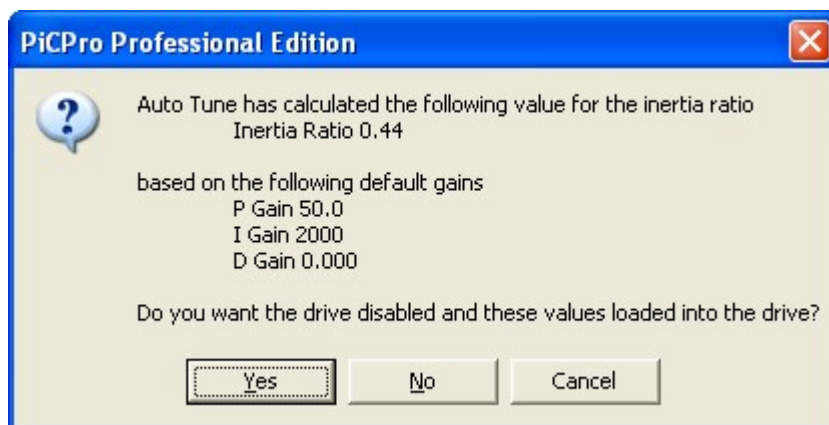 PiCPro Professional Edition
Auto Tune has calculated the following value for the inertia ratio
Inertia Ratio 0.44
based on the following default gains
P Gain 50.0
I Gain 2000
D Gain 0.000
Do you want the drive disabled and these values loaded into the drive?
Yes No Cancel